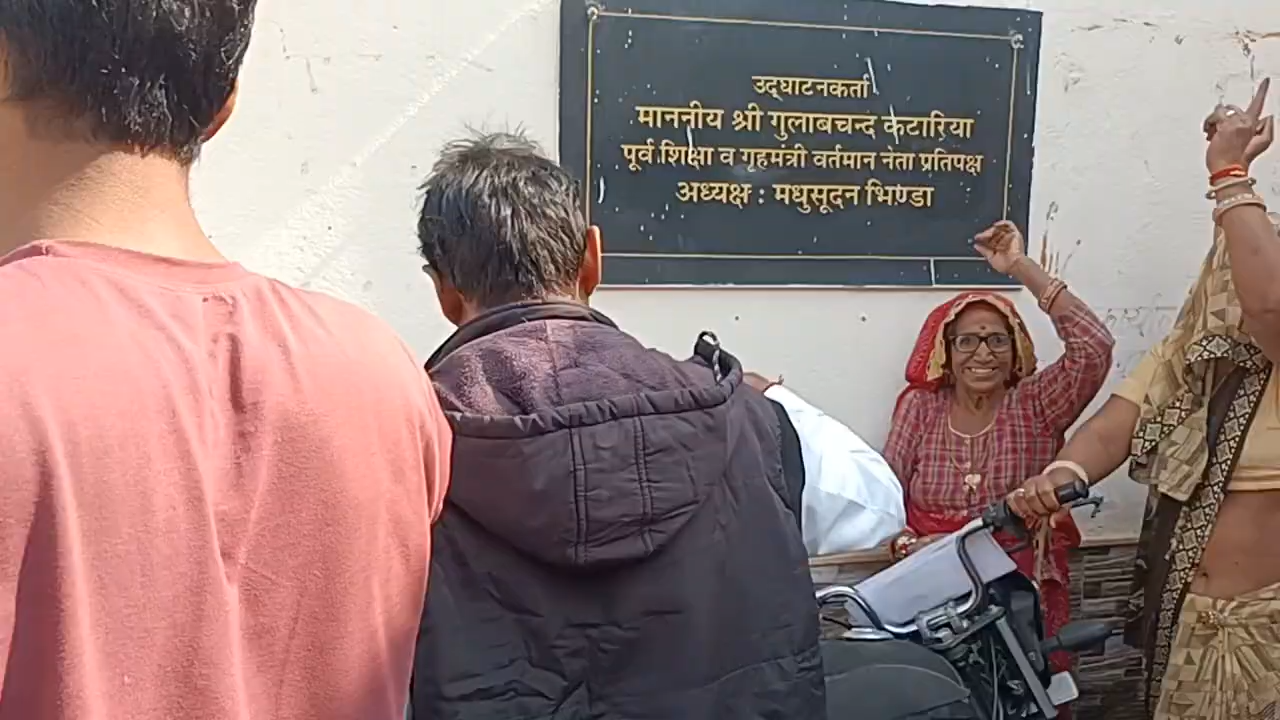 उद्घाटनकर्ता
माननीय श्री गुलाबचन्द कटारिया
पूर्व शिक्षा व गृहमंत्री वर्तमान नेता प्रतिपक्ष
अध्यक्ष : मधुसूदन भिण्डा